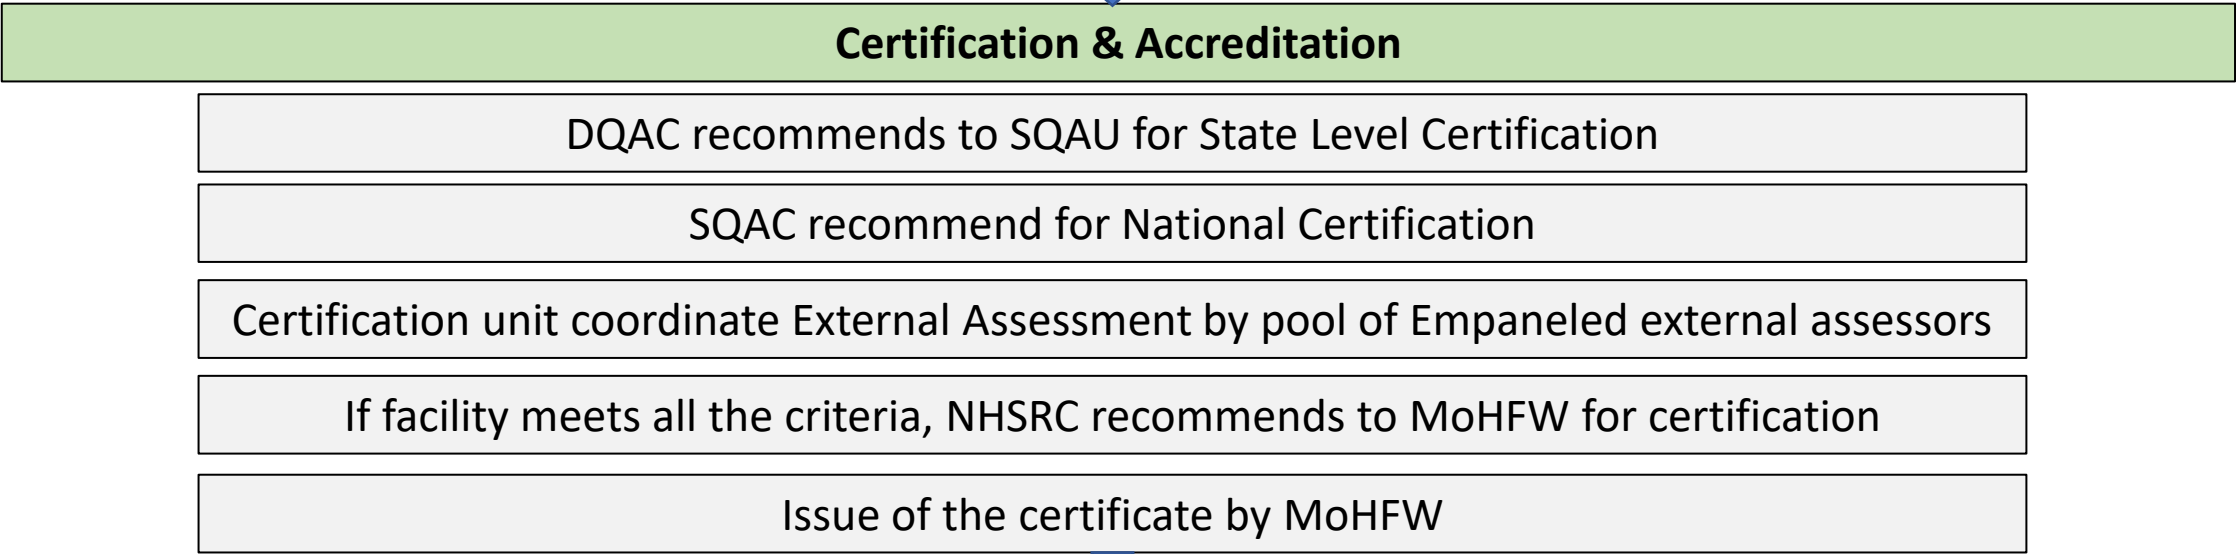 Certification & Accreditation
DQAC recommends to SQAU for State Level Certification
SQAC recommend for National Certification
Certification unit coordinate External Assessment by pool of Empaneled external assessors
If facility meets all the criteria, NHSRC recommends to MoHFW for certification
Issue of the certificate by MoHFW